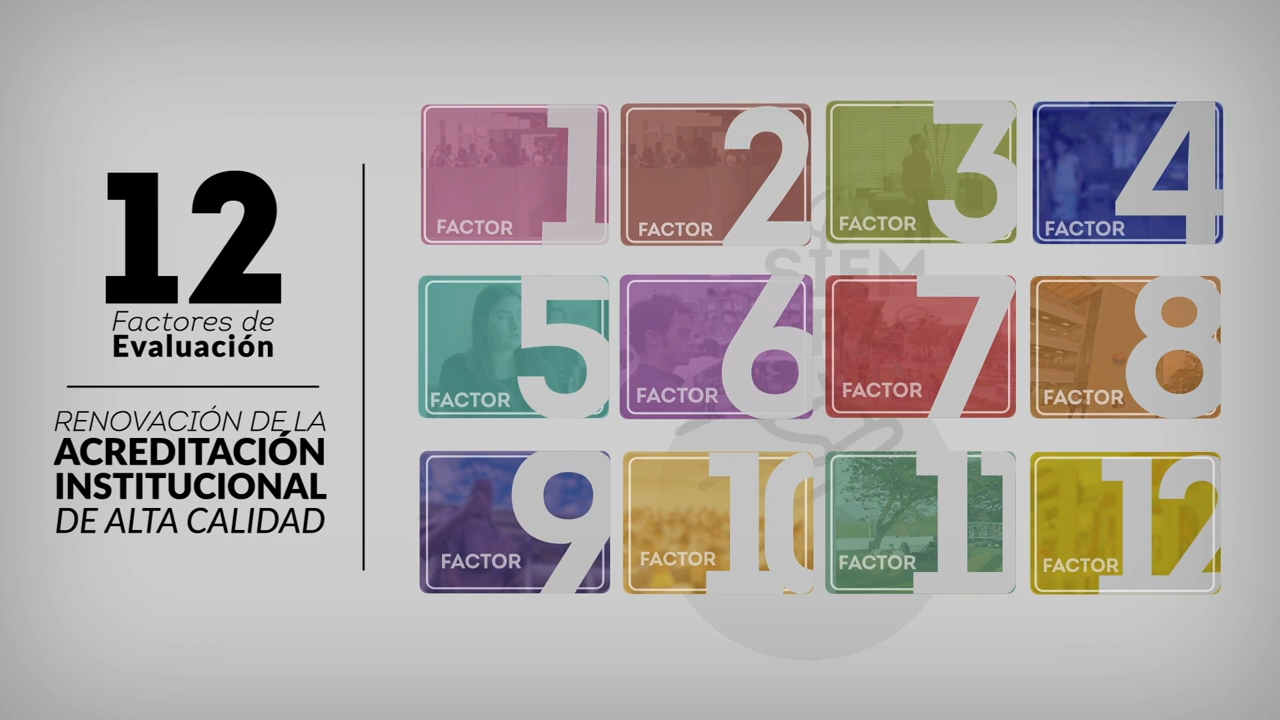 12
Factores de
Evaluación
RENOVACIÓN DE LA
ACREDITACIÓN
INSTITUCIONAL
DE ALTA CALIDAD
FACTOR 1
FACTOR 2
FACTOR 3
FACTOR 4
FACTOR 5
FACTOR 6
FACTOR 7
FACTOR 8
FACTOR 9
FACTOR 10
FACTOR 11
FACTOR 12
STEM